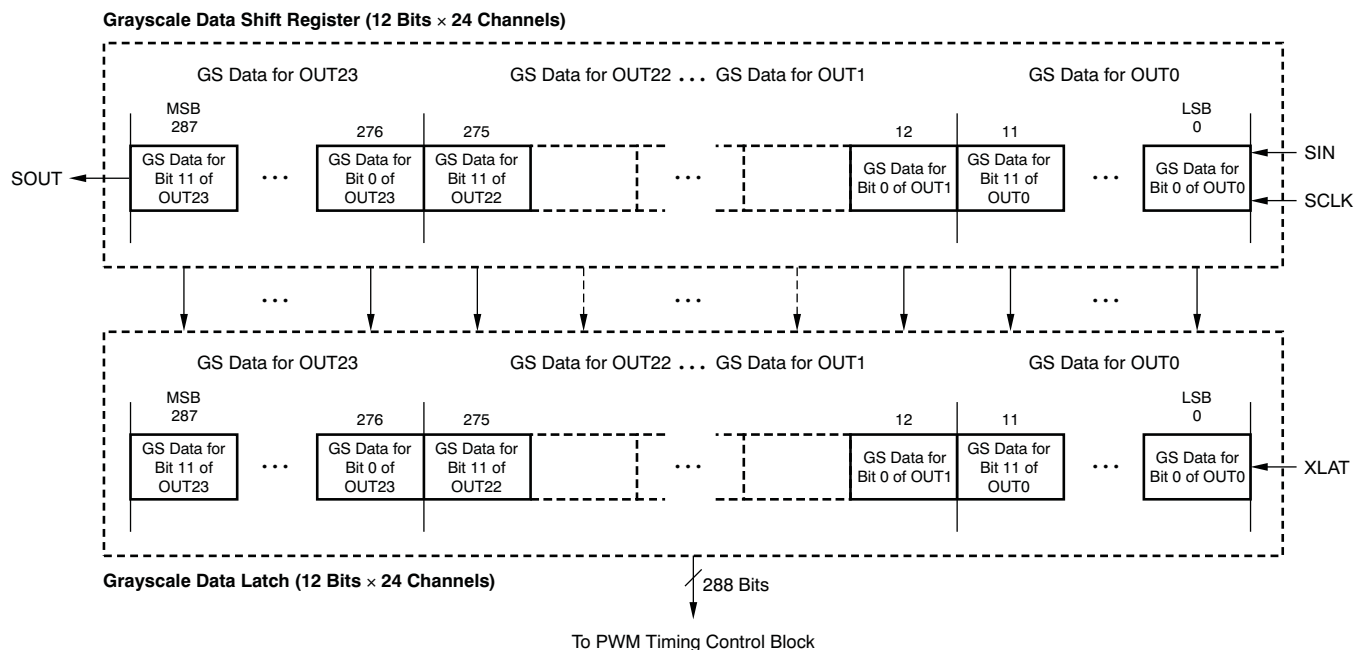 Grayscale Data Shift Register (12 Bits × 24 Channels)
GS Data for OUT23
GS Data for OUT22 ... GS Data for OUT1
GS Data for OUT0
MSB
287
276
275
12
11
LSB
0
SOUT
GS Data for
Bit 11 of
OUT23
...
GS Data for
Bit 0 of
OUT23
GS Data for
Bit 11 of
OUT22
...
GS Data for
Bit 0 of OUT1
GS Data for
Bit 11 of
OUT0
...
GS Data for
Bit 0 of OUT0
SIN
SCLK
...
...
...
GS Data for OUT23
GS Data for OUT22 ... GS Data for OUT1
GS Data for OUT0
MSB
287
276
275
12
11
LSB
0
GS Data for
Bit 11 of
OUT23
...
GS Data for
Bit 0 of
OUT23
GS Data for
Bit 11 of
OUT22
...
GS Data for
Bit 0 of OUT1
GS Data for
Bit 11 of
OUT0
...
GS Data for
Bit 0 of OUT0
XLAT
Grayscale Data Latch (12 Bits × 24 Channels)
288 Bits
To PWM Timing Control Block